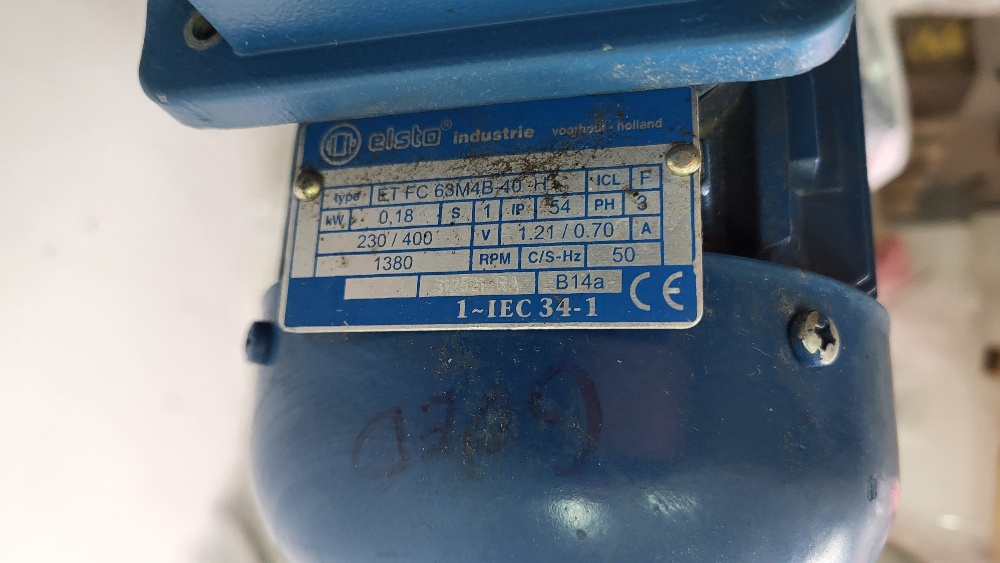 elsto® industrie voorhout - holland
type ET FC 63M4B-40 ICL F
kW 0,18 S 1 IP 54 PH 3
230 / 400 V 1.21 / 0.70 A
1380 RPM C/S-Hz 50
B14a CE
1~IEC 34-1
GOED